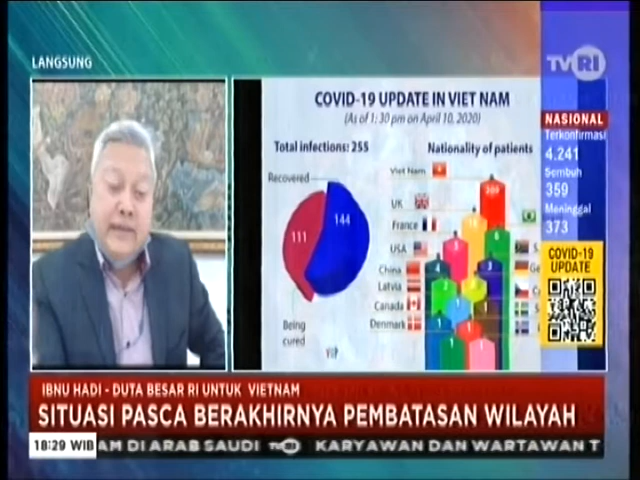 LANGSUNG
TVRI
COVID-19 UPDATE IN VIET NAM
(As of 1: 30 pm on April 10, 2020)
Total infections: 255
Nationality of patients
Recovered
144
111
Being
cured
Viet Nam
UK
France
USA
China
Latvia
Canada
Denmark
NASIONAL
Terkonfirmasi
4.241
Sembuh
359
Meninggal
373
COVID-19
UPDATE
IBNU HADI - DUTA BESAR RI UNTUK VIETNAM
SITUASI PASCA BERAKHIRNYA PEMBATASAN WILAYAH
18:29 WIB
AM DI ARAB SAUDI TVRI KARYAWAN DAN WARTAWAN T